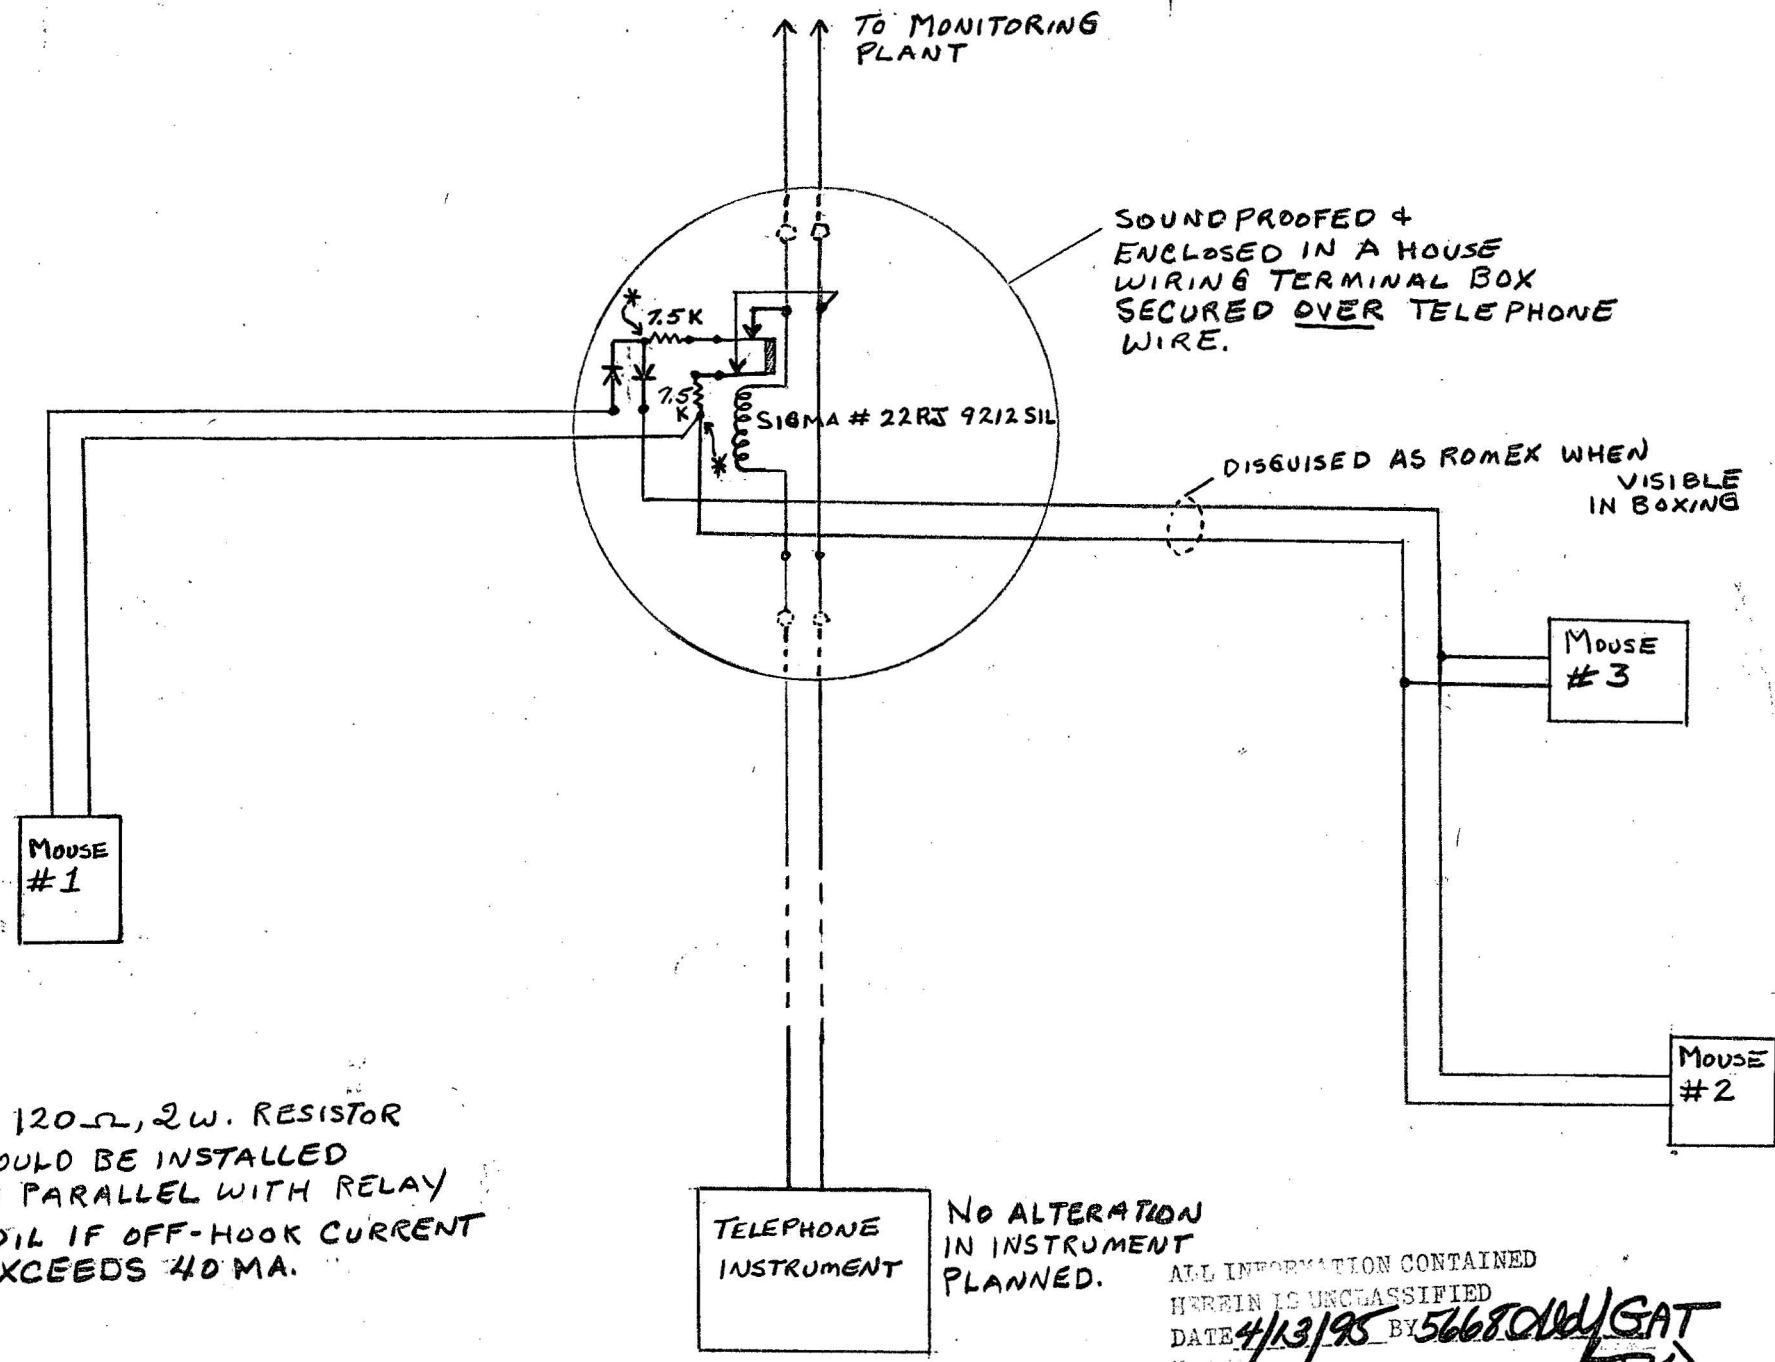 TO MONITORING
PLANT
SOUNDPROOFED &
ENCLOSED IN A HOUSE
WIRING TERMINAL BOX
SECURED OVER TELEPHONE
WIRE.
*
7.5K
7.5
K
*
SIGMA # 22RJ 9212 SIL
DISGUISED AS ROMEX WHEN
VISIBLE
IN BOXING
MOUSE
#3
MOUSE
#1
MOUSE
#2
120Ω, 2W. RESISTOR
OULD BE INSTALLED
PARALLEL WITH RELAY
OIL IF OFF-HOOK CURRENT
XCEEDS 40 MA.
TELEPHONE
INSTRUMENT
NO ALTERATION
IN INSTRUMENT
PLANNED.
ALL INFORMATION CONTAINED
HEREIN IS UNCLASSIFIED
DATE 4/13/95 BY 5668